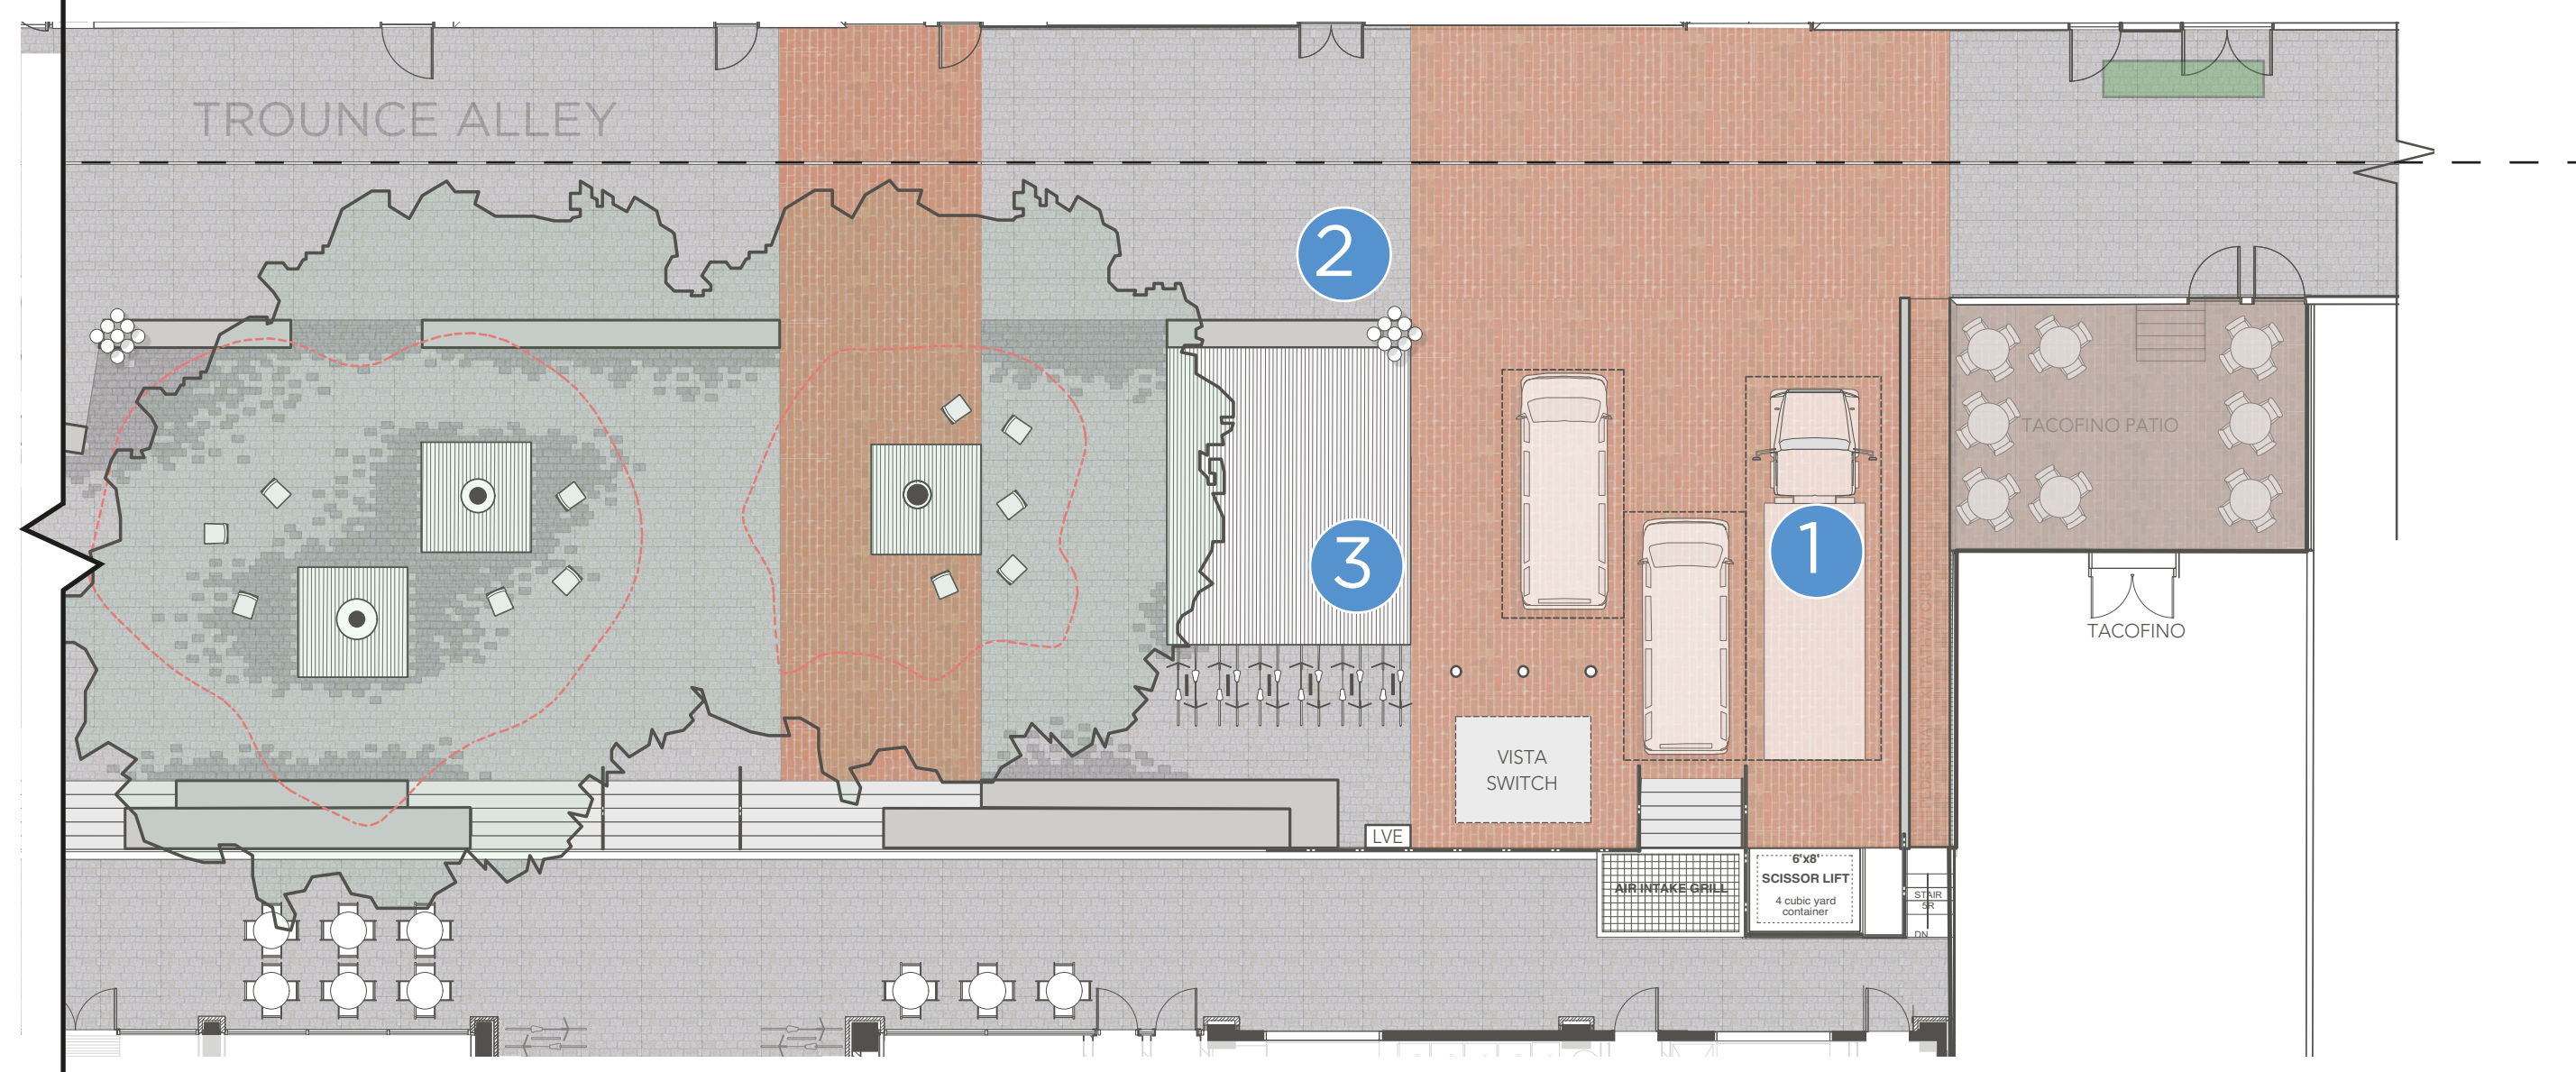 TROUNCE ALLEY
2
TACOFINO PATIO
3
1
TACOFINO
VISTA
SWITCH
LVE
6'x8'
SCISSOR LIFT
4 cubic yard
container
AIR INTAKE GRILL
STAIR
5R
DN